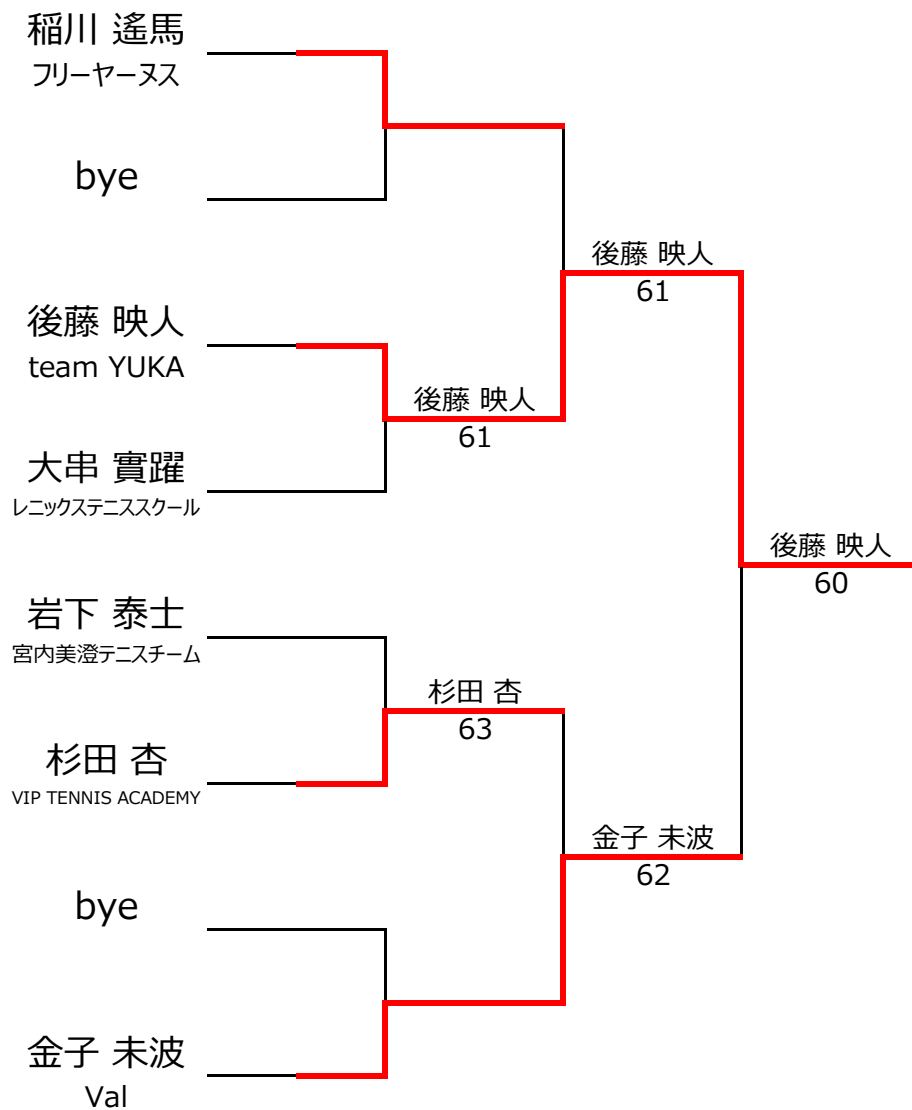 稲川 遙馬
フリーヤーヌス
bye
後藤 映人
61
後藤 映人
team YUKA
後藤 映人
61
大串 實躍
レニックステニススクール
後藤 映人
60
岩下 泰士
宮内美澄テニスチーム
杉田 杏
63
杉田 杏
VIP TENNIS ACADEMY
金子 未波
62
bye
金子 未波
Val